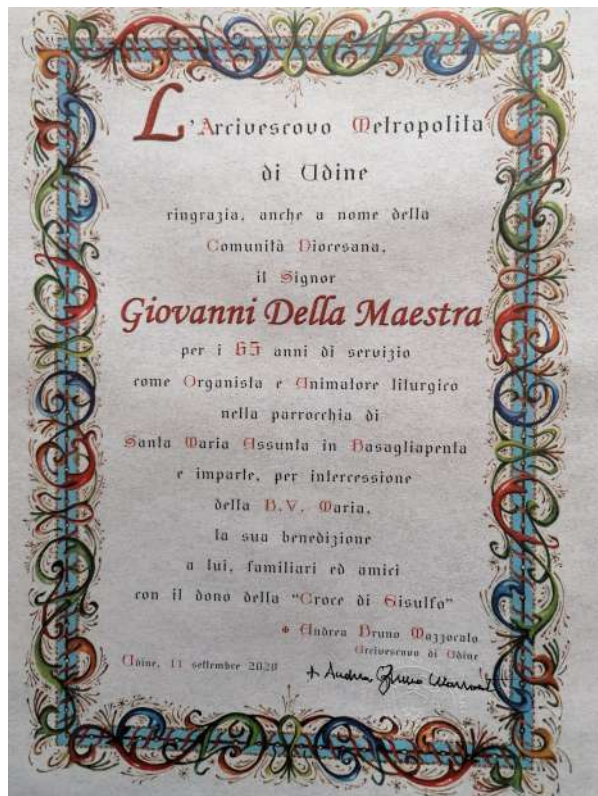 L'Arcivescovo Metropolita
di Udine
ringrazia, anche a nome della
Comunità Diocesana,
il Signor
Giovanni Della Maestra
per i 65 anni di servizio
come Organista e Animatore liturgico
nella parrocchia di
Santa Maria Assunta in Basagliapenta
e imparte, per intercessione
della B.V. Maria,
la sua benedizione
a lui, familiari ed amici
con il dono della "Croce di Gisulfo"
+ Andrea Bruno Mazzocato
Arcivescovo di Udine
Udine, 11 settembre 2020
+ Andrea Bruno Mazzocato